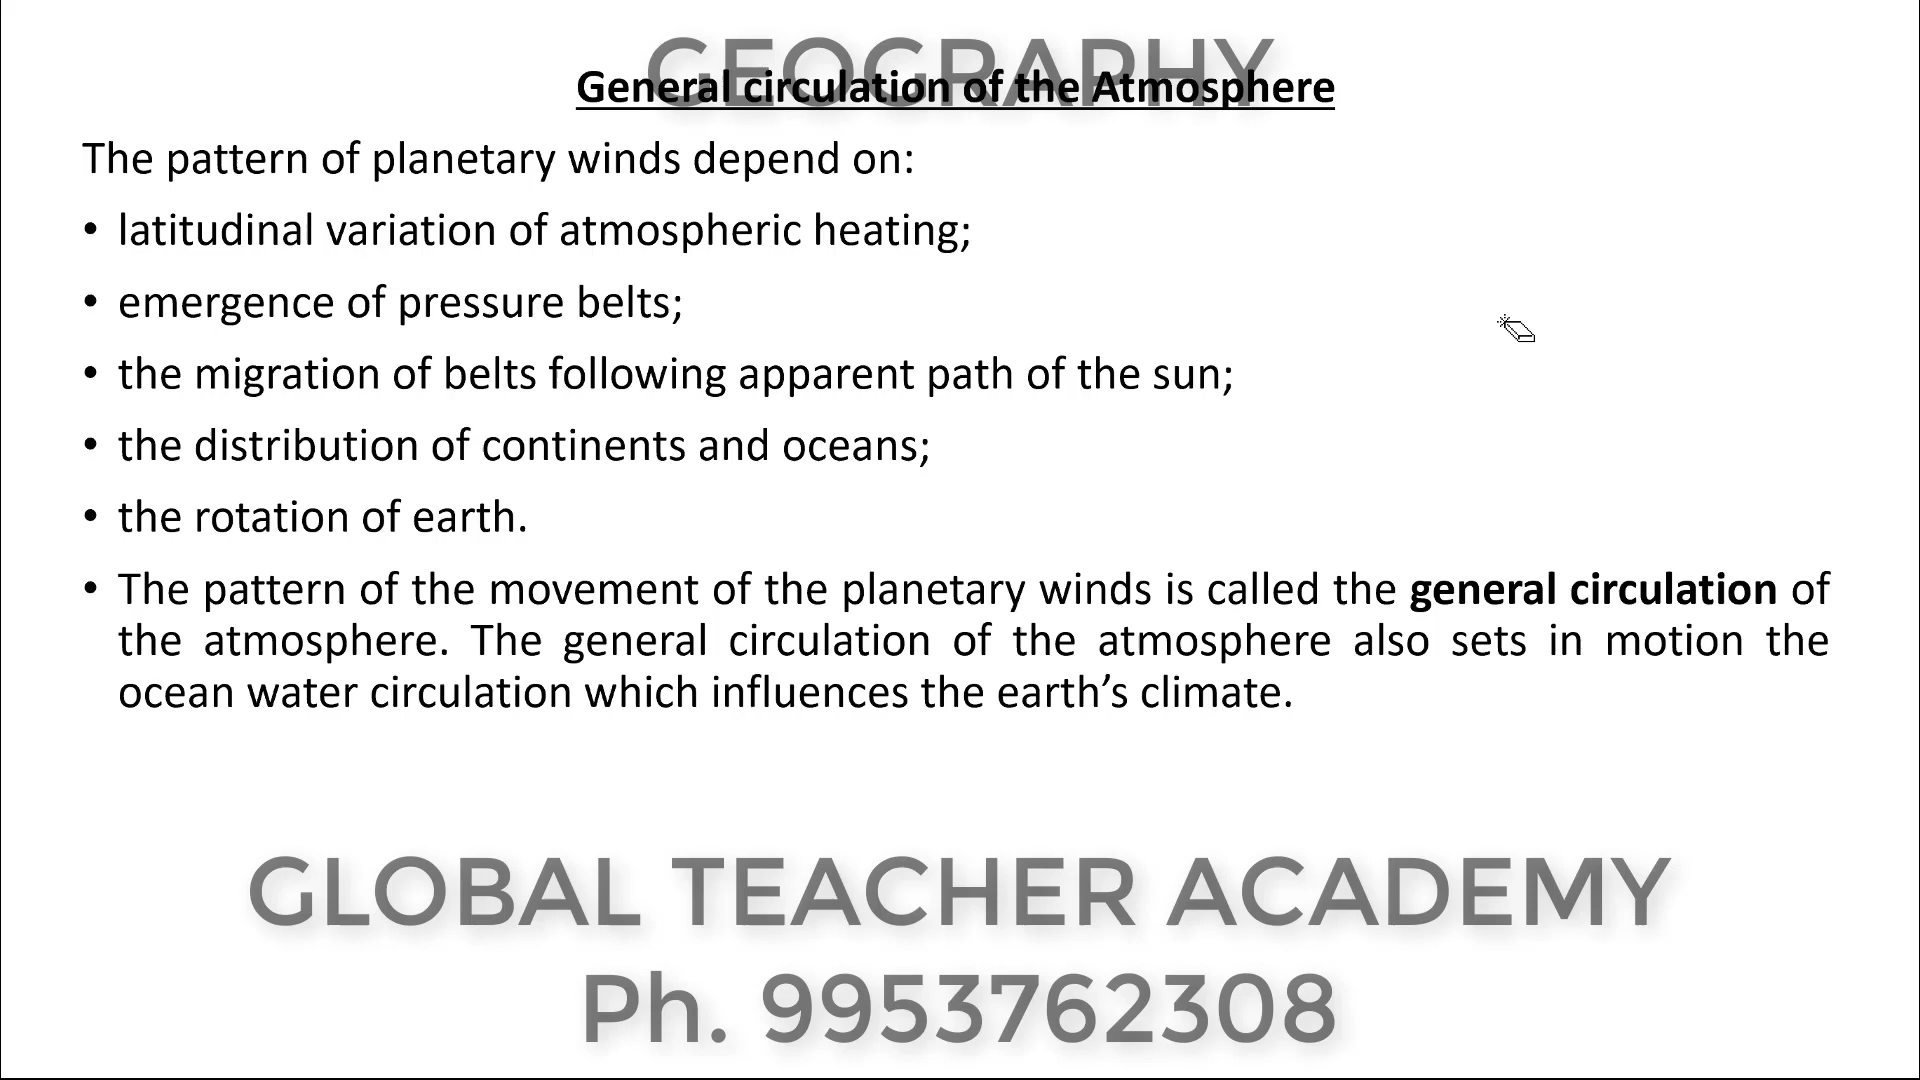 GEOGRAPHY
General circulation of the Atmosphere
The pattern of planetary winds depend on:
• latitudinal variation of atmospheric heating;
• emergence of pressure belts;
• the migration of belts following apparent path of the sun;
• the distribution of continents and oceans;
• the rotation of earth.
• The pattern of the movement of the planetary winds is called the general circulation of
the atmosphere. The general circulation of the atmosphere also sets in motion the
ocean water circulation which influences the earth’s climate.
GLOBAL TEACHER ACADEMY
Ph. 9953762308